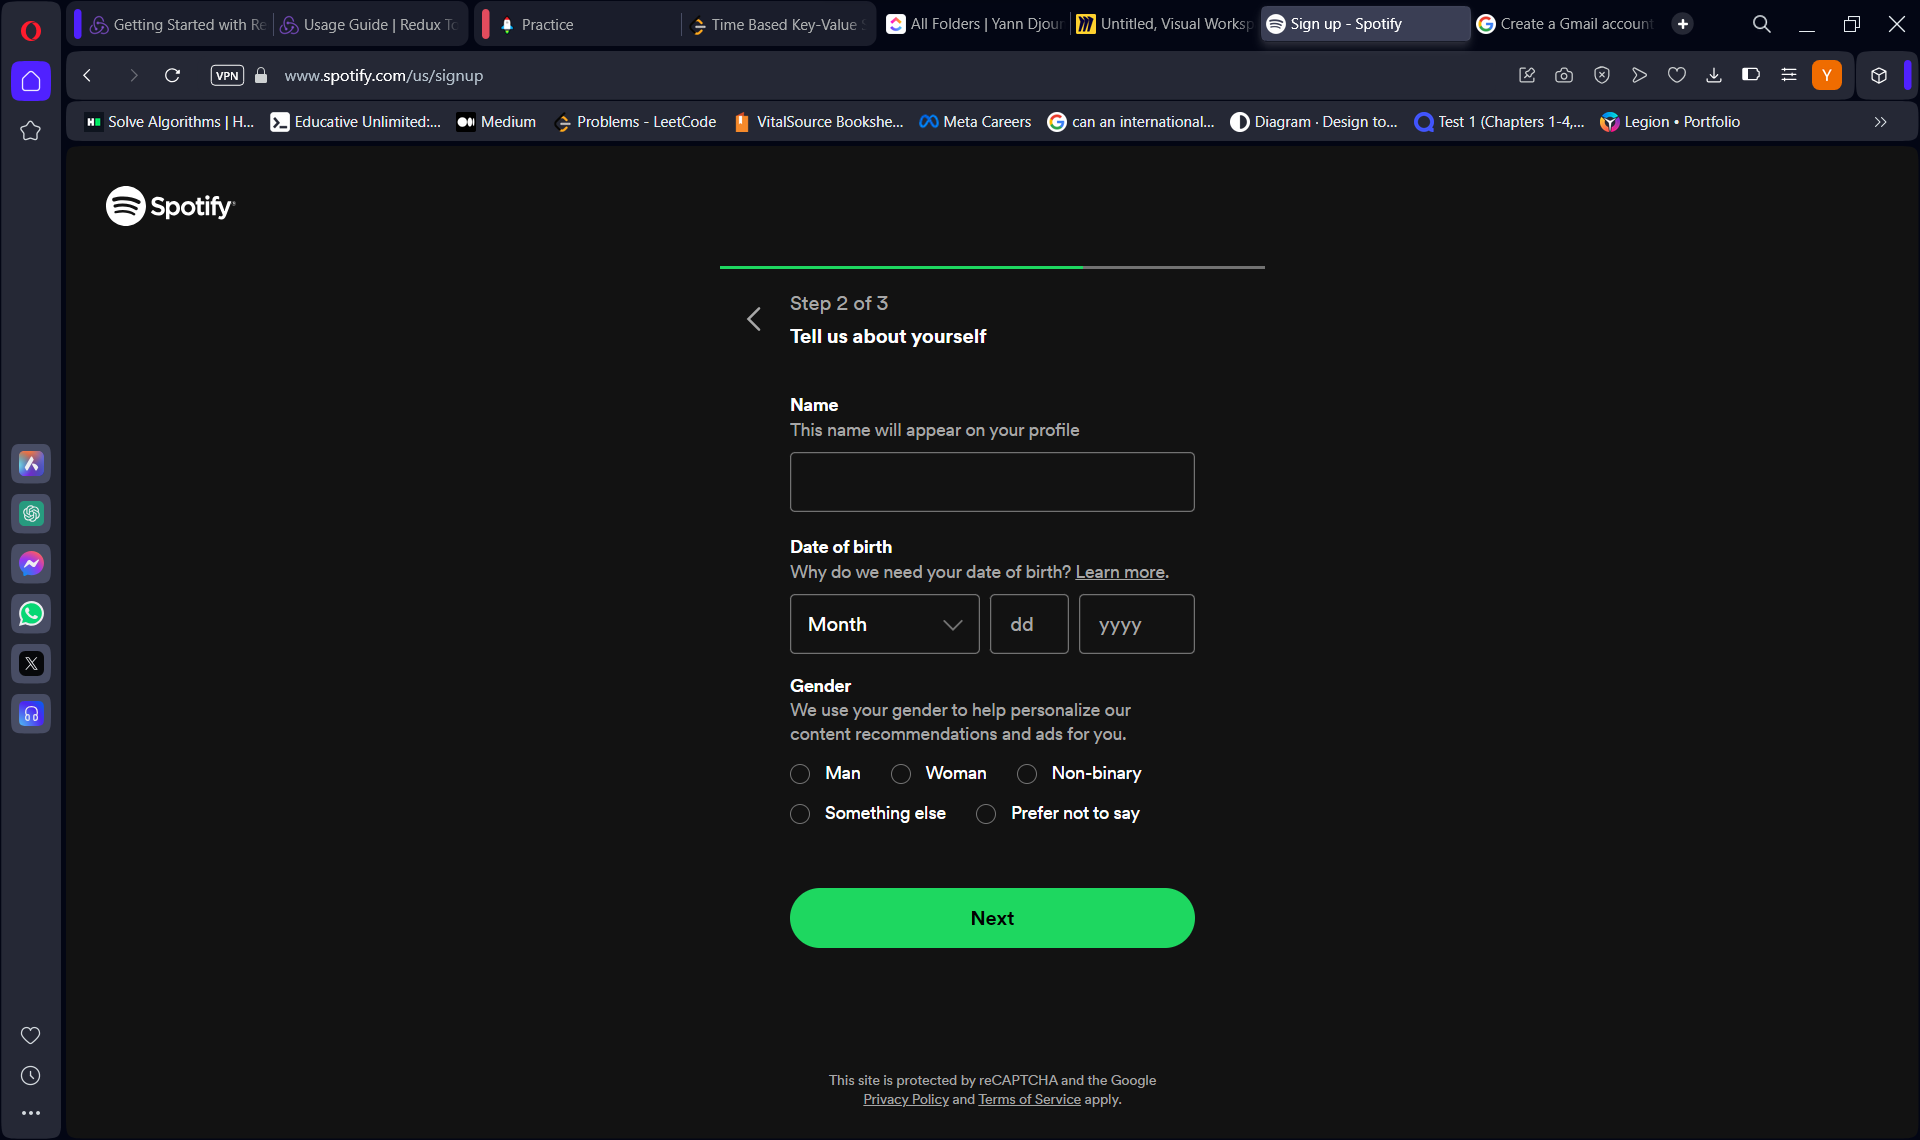 Getting Started with Re
Usage Guide | Redux To
Practice
Time Based Key-Value S
All Folders | Yann Djour
Untitled, Visual Worksp
Sign up - Spotify
Create a Gmail account
VPN
www.spotify.com/us/signup
Y
Solve Algorithms | H...
Educative Unlimited:...
Medium
Problems - LeetCode
VitalSource Bookshe...
Meta Careers
can an international...
Diagram · Design to...
Test 1 (Chapters 1-4,...
Legion • Portfolio
Spotify
Step 2 of 3
Tell us about yourself
Name
This name will appear on your profile
Date of birth
Why do we need your date of birth? Learn more.
Month
dd
yyyy
Gender
We use your gender to help personalize our
content recommendations and ads for you.
Man
Woman
Non-binary
Something else
Prefer not to say
Next
This site is protected by reCAPTCHA and the Google
Privacy Policy and Terms of Service apply.